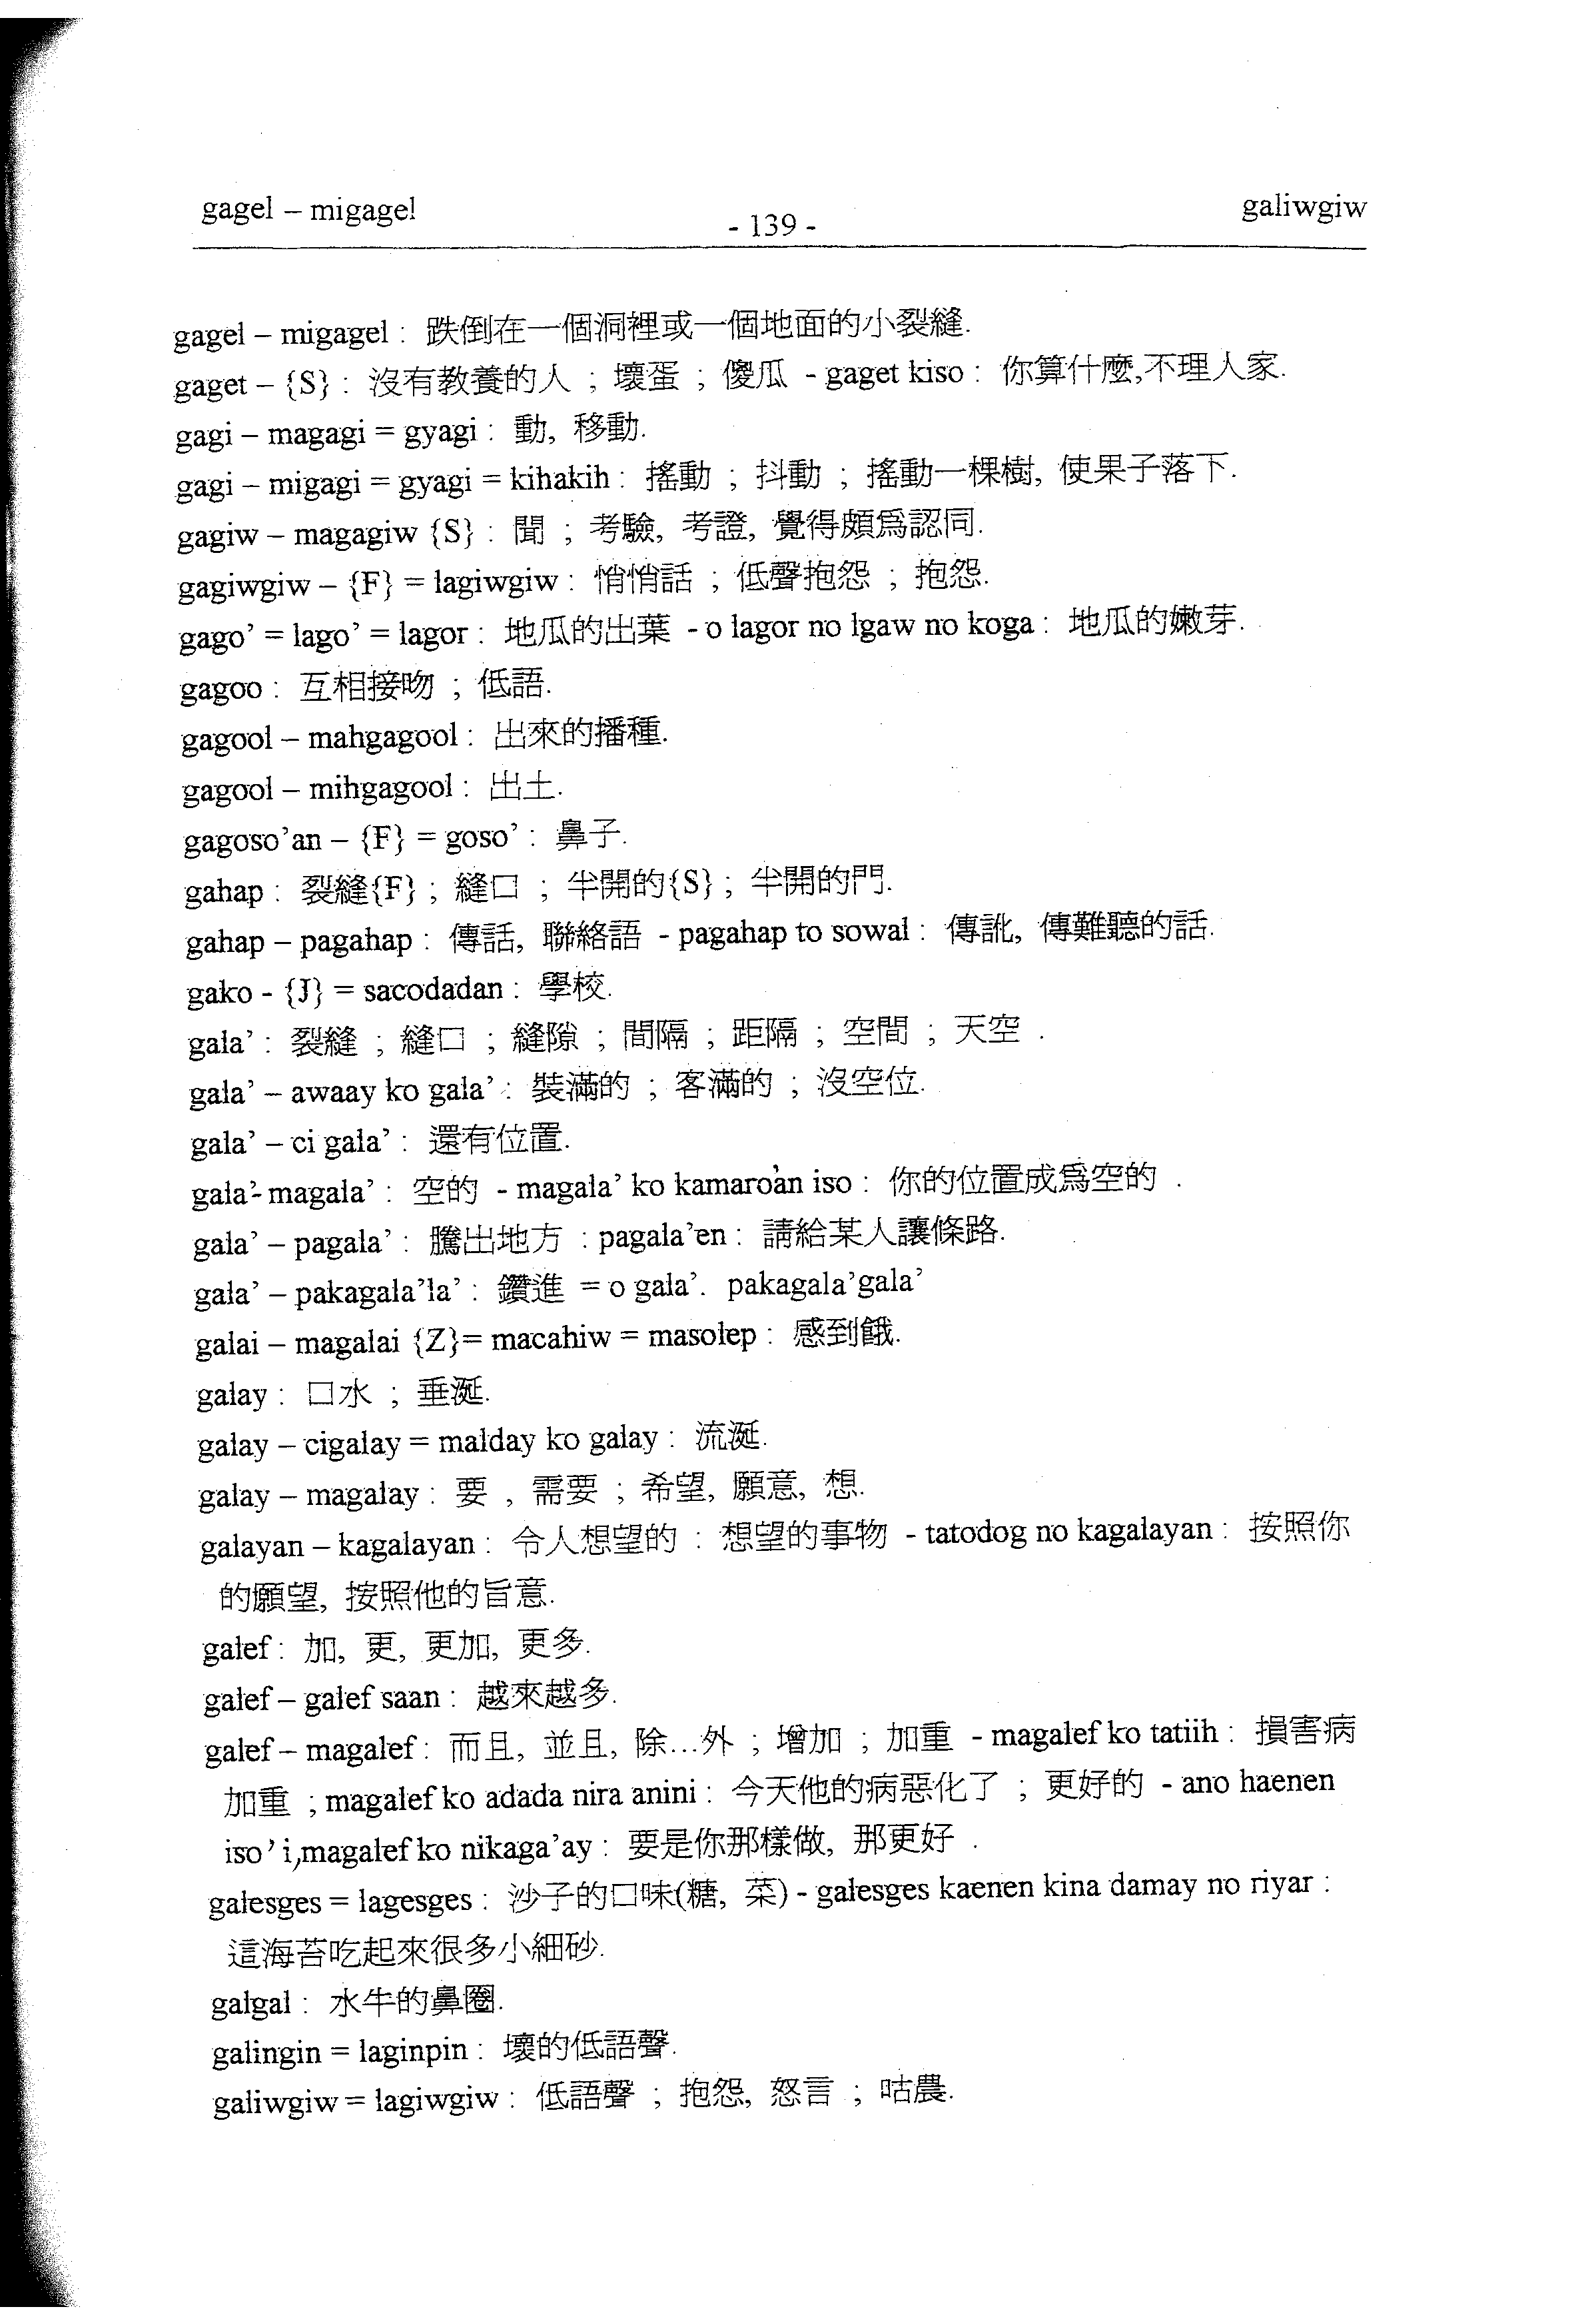 gagel – migagel
- 139 -
galiwgiw
gagel – migagel : 跌倒在一個洞裡或一個地面的小裂縫.
gaget – {S} : 沒有教養的人 ; 壞蛋 ; 傻瓜 - gaget kiso : 你算什麼,不理人家.
gagi – magagi = gyagi : 動, 移動.
gagi – migagi = gyagi = kihakih : 搖動 ; 抖動 ; 搖動一棵樹, 使果子落下.
gagiw – magagiw {S} : 聞 ; 考驗, 考證, 覺得頗爲認同.
gagiwgiw – {F} = lagiwgiw : 悄悄話 ; 低聲抱怨 ; 抱怨.
gago’ = lago’ = lagor : 地瓜的出葉 - o lagor no lgaw no koga : 地瓜的嫩芽.
gagoo : 互相接吻 ; 低語.
gagool – mahgagool : 出來的播種.
gagool – mihgagool : 出土.
gagoso’an – {F} = goso’ : 鼻子.
gahap : 裂縫{F} ; 縫口 ; 半開的{S} ; 半開的門.
gahap – pagahap : 傳話, 聯絡語 - pagahap to sowal : 傳訛, 傳難聽的話.
gako - {J} = sacodadan : 學校.
gala’ : 裂縫 ; 縫口 ; 縫隙 ; 間隔 ; 距隔 ; 空間 ; 天空 .
gala’ – awaay ko gala’ : 裝滿的 ; 客滿的 ; 沒空位.
gala’ – ci gala’ : 還有位置.
gala’- magala’ : 空的 - magala’ ko kamaroàn iso : 你的位置成爲空的 .
gala’ – pagala’ : 騰出地方 : pagala’en : 請給某人讓條路.
gala’ – pakagala’la’ : 鑽進 = o gala’. pakagala’gala’
galai – magalai {Z}= macahiw = masolep : 感到餓.
galay : 口水 ; 垂涎.
galay – cigalay = malday ko galay : 流涎.
galay – magalay : 要 , 需要 ; 希望, 願意, 想.
galayan – kagalayan : 令人想望的 : 想望的事物 - tatodog no kagalayan : 按照你
的願望, 按照他的旨意.
galef : 加, 更, 更加, 更多.
galef – galef saan : 越來越多.
galef – magalef : 而且, 並且, 除…外 ; 增加 ; 加重 - magalef ko tatiih : 損害病
加重 ; magalef ko adada nira anini : 今天他的病惡化了 ; 更好的 - ano haenen
iso’ i,magalef ko nikaga’ay : 要是你那樣做, 那更好 .
galesges = lagesges : 沙子的口味(糖, 菜) - galesges kaenen kina damay no riyar :
這海苔吃起來很多小細砂.
galgal : 水牛的鼻圈.
galingin = laginpin : 壞的低語聲.
galiwgiw = lagiwgiw : 低語聲 ; 抱怨, 怒言 ; 咕農.